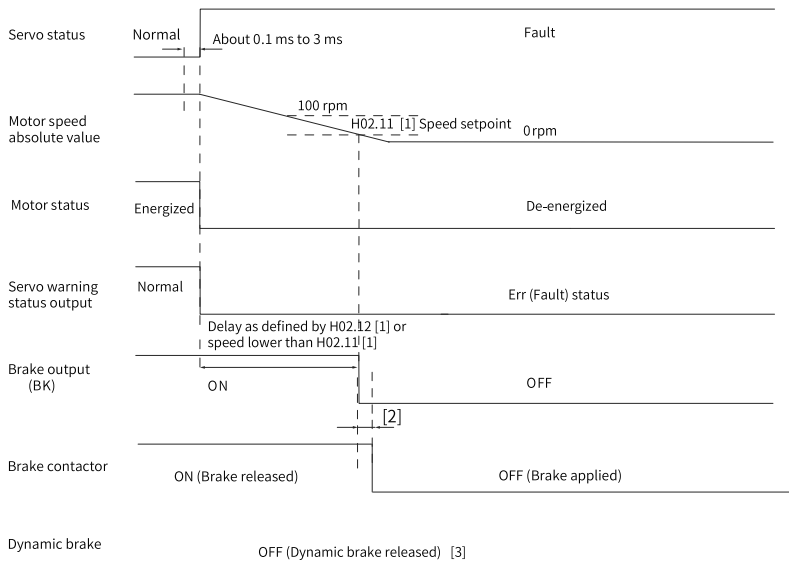 Servo status
Normal
About 0.1 ms to 3 ms
Fault
Motor speed
absolute value
100 rpm
H02.11 [1] Speed setpoint
0 rpm
Motor status
Energized
De-energized
Servo warning
status output
Normal
Err (Fault) status
Delay as defined by H02.12 [1] or
speed lower than H02.11 [1]
Brake output
(BK)
ON
OFF
[2]
Brake contactor
ON (Brake released)
OFF (Brake applied)
Dynamic brake
OFF (Dynamic brake released) [3]